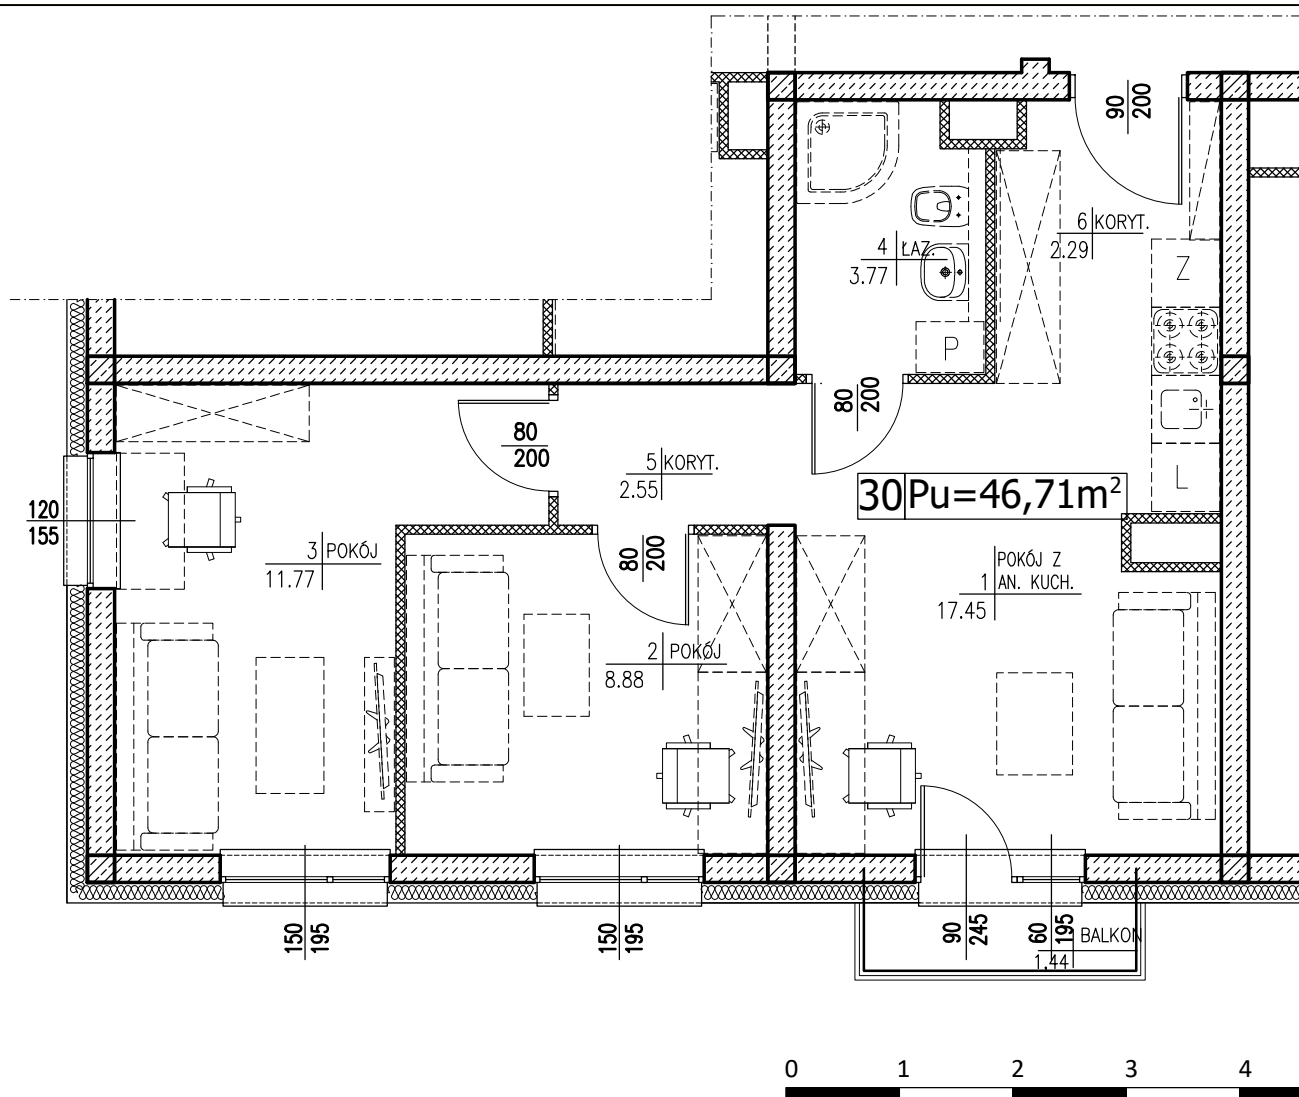 90
200
6 KORYT.
2.29
4 ŁAZ.
3.77
Z
P
80
200
80
200
5 KORYT.
2.55
L
30 Pu=46,71m²
120
155
3 POKÓJ
11.77
80
200
POKÓJ Z
1 AN. KUCH.
17.45
2 POKÓJ
8.88
150
195
150
195
90
245
60
195
BALKON
1.44
0 1 2 3 4